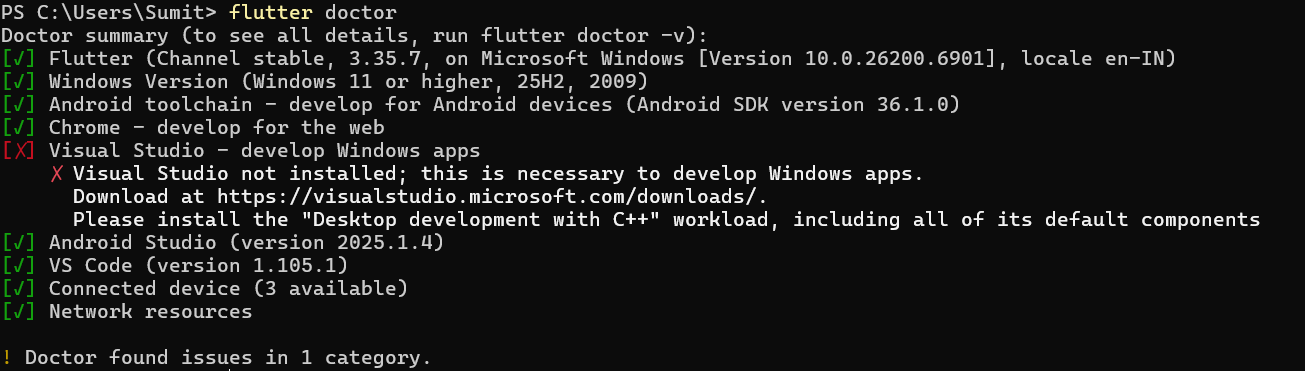 PS C:\Users\Sumit> flutter doctor
Doctor summary (to see all details, run flutter doctor -v):
[√] Flutter (Channel stable, 3.35.7, on Microsoft Windows [Version 10.0.26200.6901], locale en-IN)
[√] Windows Version (Windows 11 or higher, 25H2, 2009)
[√] Android toolchain - develop for Android devices (Android SDK version 36.1.0)
[√] Chrome - develop for the web
[✗] Visual Studio - develop Windows apps
    ✗ Visual Studio not installed; this is necessary to develop Windows apps.
      Download at https://visualstudio.microsoft.com/downloads/.
      Please install the "Desktop development with C++" workload, including all of its default components
[√] Android Studio (version 2025.1.4)
[√] VS Code (version 1.105.1)
[√] Connected device (3 available)
[√] Network resources
! Doctor found issues in 1 category.